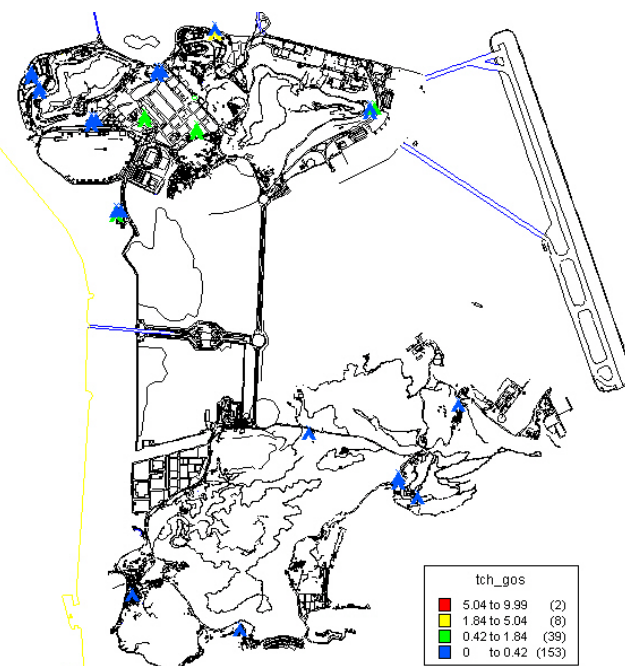 tch_gos
5.04 to 9.99 (2)
1.84 to 5.04 (8)
0.42 to 1.84 (39)
0 to 0.42 (153)